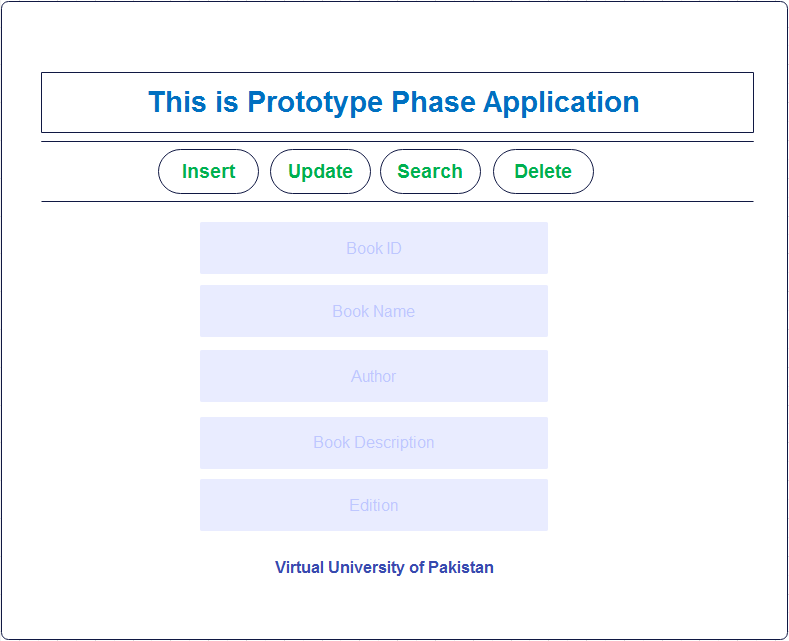 This is Prototype Phase Application
Insert Update Search Delete
Book ID
Book Name
Author
Book Description
Edition
Virtual University of Pakistan